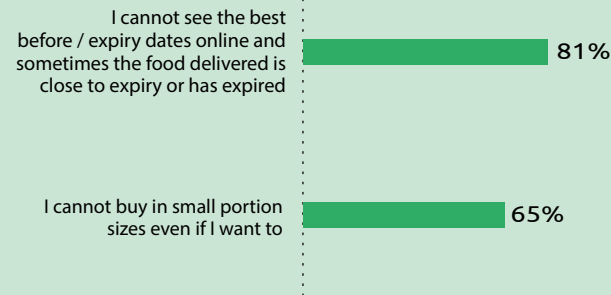 I cannot see the best
before / expiry dates online and
sometimes the food delivered is
close to expiry or has expired
81%
I cannot buy in small portion
sizes even if I want to
65%